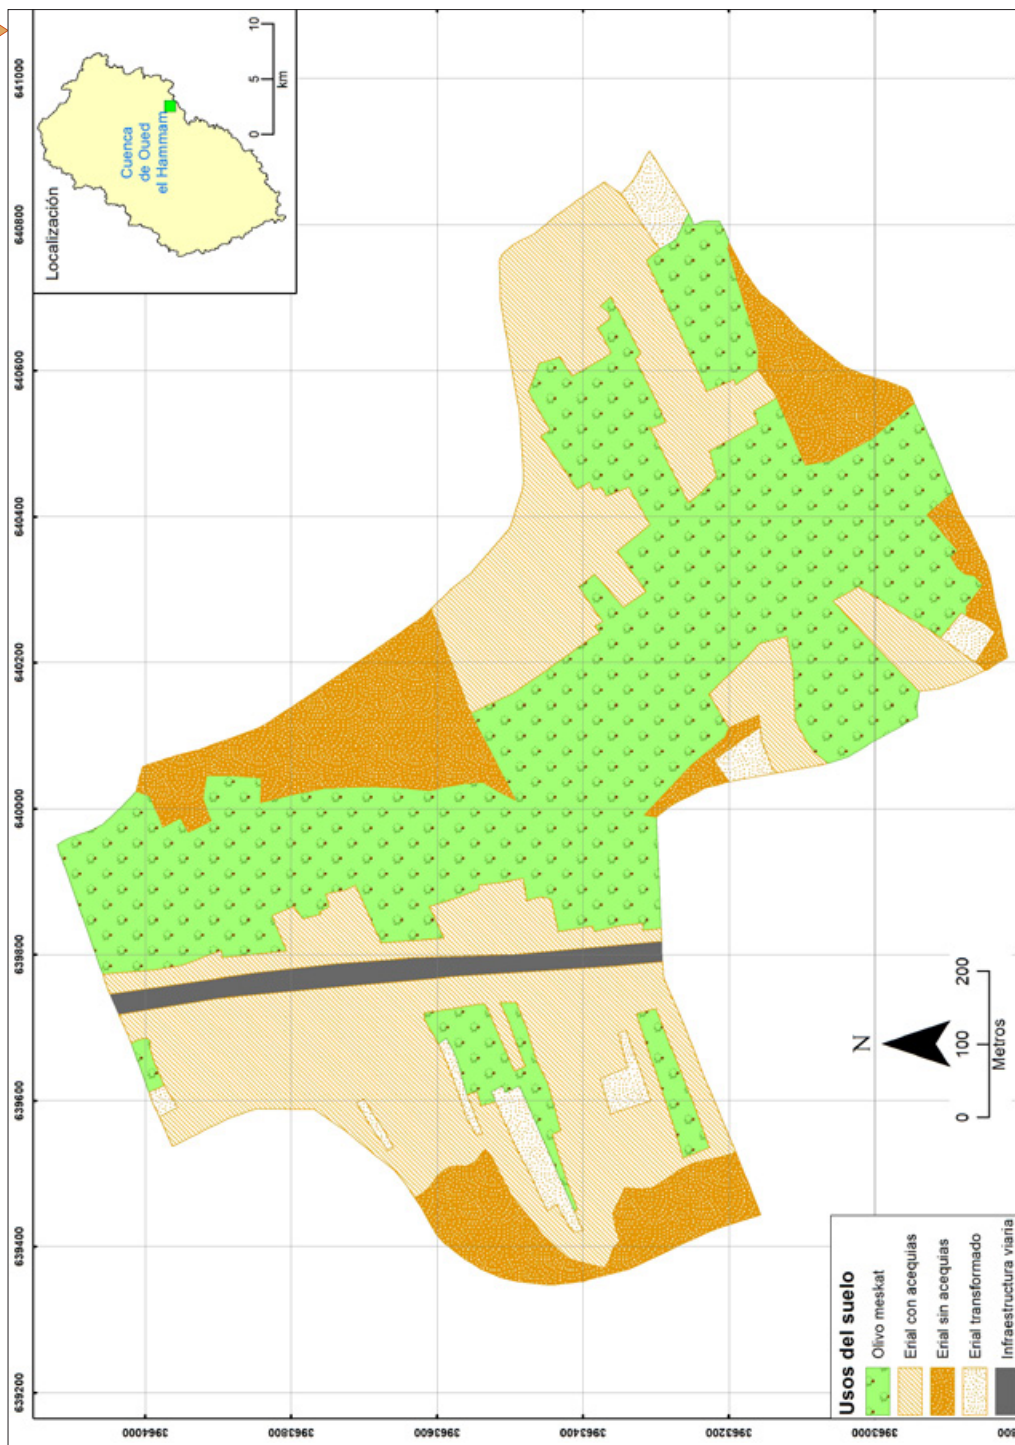 Localización
Cuenca
de Oued
el Hammam
0 5 10
km
641000
640800
640600
640400
640200
640000
639800
639600
639400
639200
3964000
3963800
3963600
3963400
3963200
3963000
N
0 100 200
Metros
Usos del suelo
Olivo meskat
Erial con acequias
Erial sin acequias
Erial transformado
Infraestructura viaria